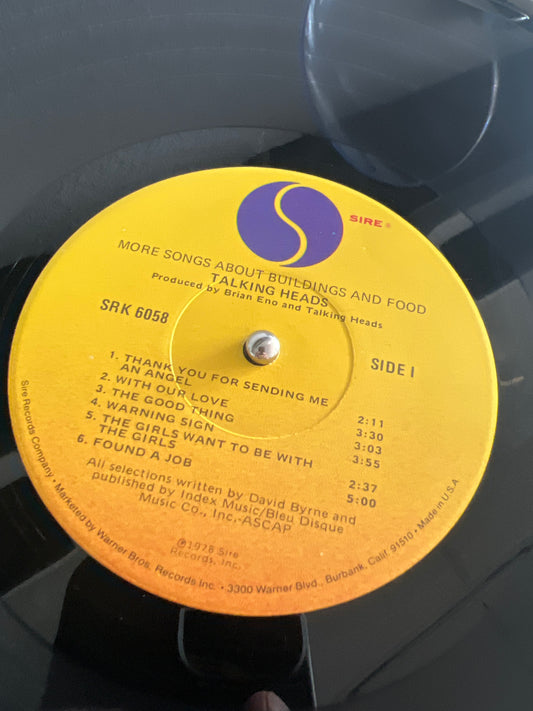 SIRE®
MORE SONGS ABOUT BUILDINGS AND FOOD
TALKING HEADS
Produced by Brian Eno and Talking Heads
SRK 6058
SIDE 1
1. THANK YOU FOR SENDING ME
AN ANGEL 2:11
2. WITH OUR LOVE 3:30
3. THE GOOD THING 3:03
4. WARNING SIGN 3:55
5. THE GIRLS WANT TO BE WITH
THE GIRLS 2:37
6. FOUND A JOB 5:00
All selections written by David Byrne and
published by Index Music/Bleu Disque
Music Co., Inc.-ASCAP
℗1978 Sire
Records, Inc.
Sire Records Company • Marketed by Warner Bros. Records Inc. • 3300 Warner Blvd., Burbank, Calif. 91510 • Made in U.S.A.